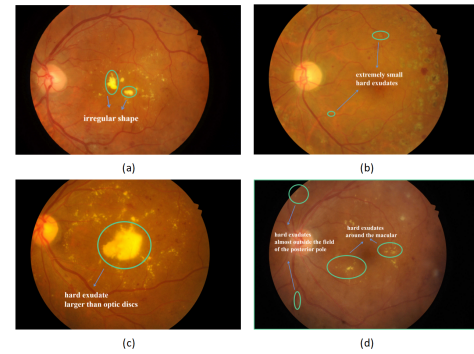 irregular shape
(a)
extremely small
hard exudates
(b)
hard exudate
larger than optic discs
(c)
hard exudates
almost outside the field
of the posterior pole
hard exudates
around the macular
(d)